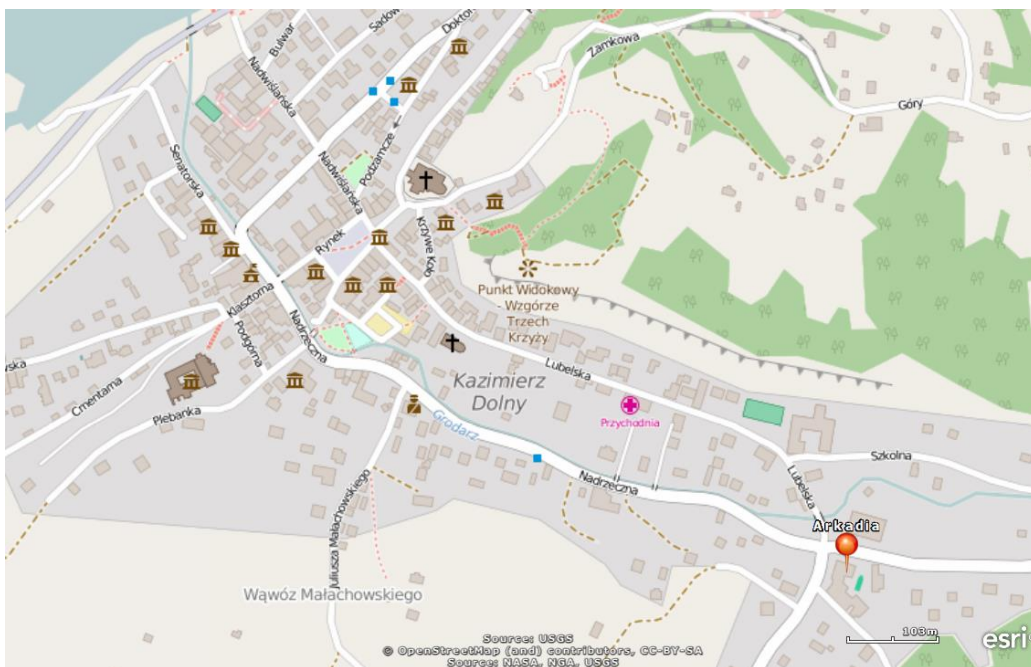 Bulwar
Sadow
Doktor
Nadwiślańska
Zamkowa
Góry
Senatorska
Nadwiślańska
Podzamcze
Krzywe Koło
Rynek
Klasztorna
Punkt Widokowy
- Wzgórze
Trzech
Krzyży
Podgórna
Nadrzeczna
wska
Cmentarna
Plebanka
Lubelska
Kazimierz
Dolny
Przychodnia
Grodarz
Szkolna
Lubelska
Nadrzeczna
Juliusza Małachowskiego
Arkadia
Wąwóz Małachowskiego
103m
esri
Source: USGS
© OpenStreetMap (and) contributors, CC-BY-SA
Source: NASA, NGA, USGS